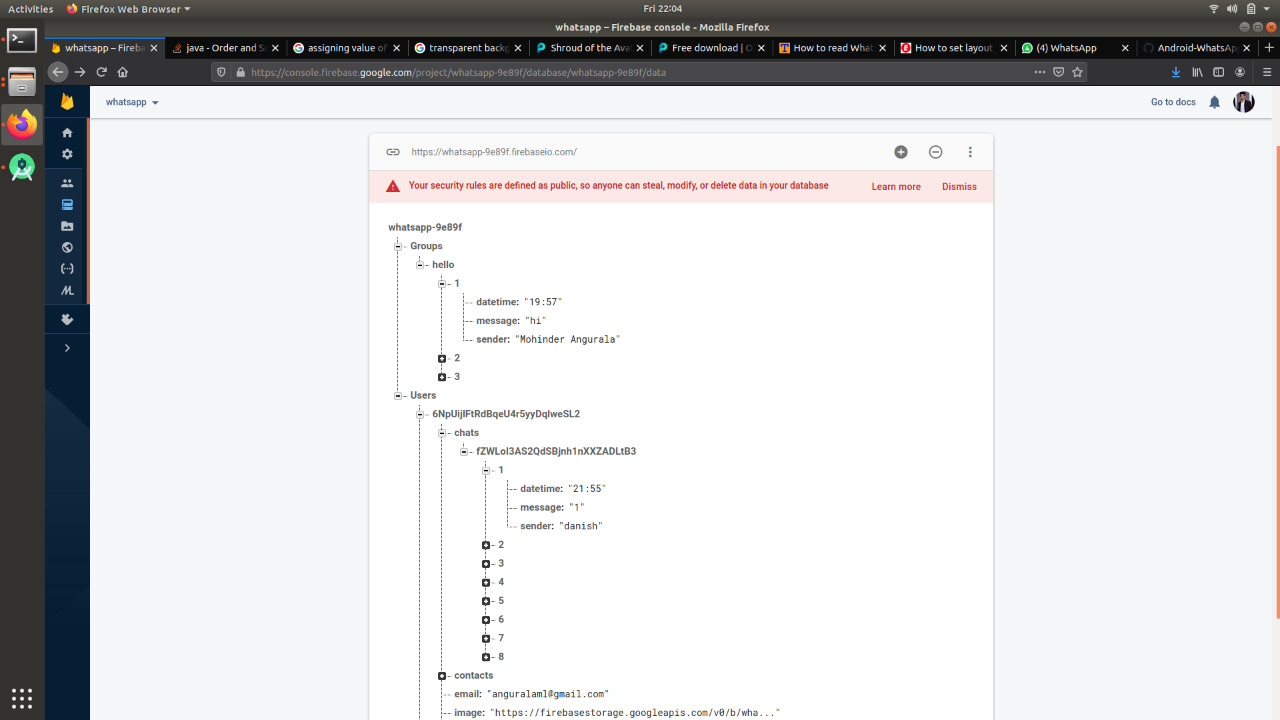 Activities
Firefox Web Browser
Fri 22:04
whatsapp – Firebase console - Mozilla Firefox
whatsapp – Fireba
java - Order and S
assigning value of
transparent backg
Shroud of the Ava
Free download | O
How to read What
How to set layout
(4) WhatsApp
Android-WhatsAp
https://console.firebase.google.com/project/whatsapp-9e89f/database/whatsapp-9e89f/data
whatsapp
Go to docs
https://whatsapp-9e89f.firebaseio.com/
Your security rules are defined as public, so anyone can steal, modify, or delete data in your database
Learn more
Dismiss
whatsapp-9e89f
Groups
hello
1
datetime: "19:57"
message: "hi"
sender: "Mohinder Angurala"
2
3
Users
6NpUijIFtRdBqeU4r5yyDqlweSL2
chats
fZWLoI3AS2QdSBjnh1nXXZADLtB3
1
datetime: "21:55"
message: "1"
sender: "danish"
2
3
4
5
6
7
8
contacts
email: "anguralaml@gmail.com"
image: "https://firebasestorage.googleapis.com/v0/b/wha..."